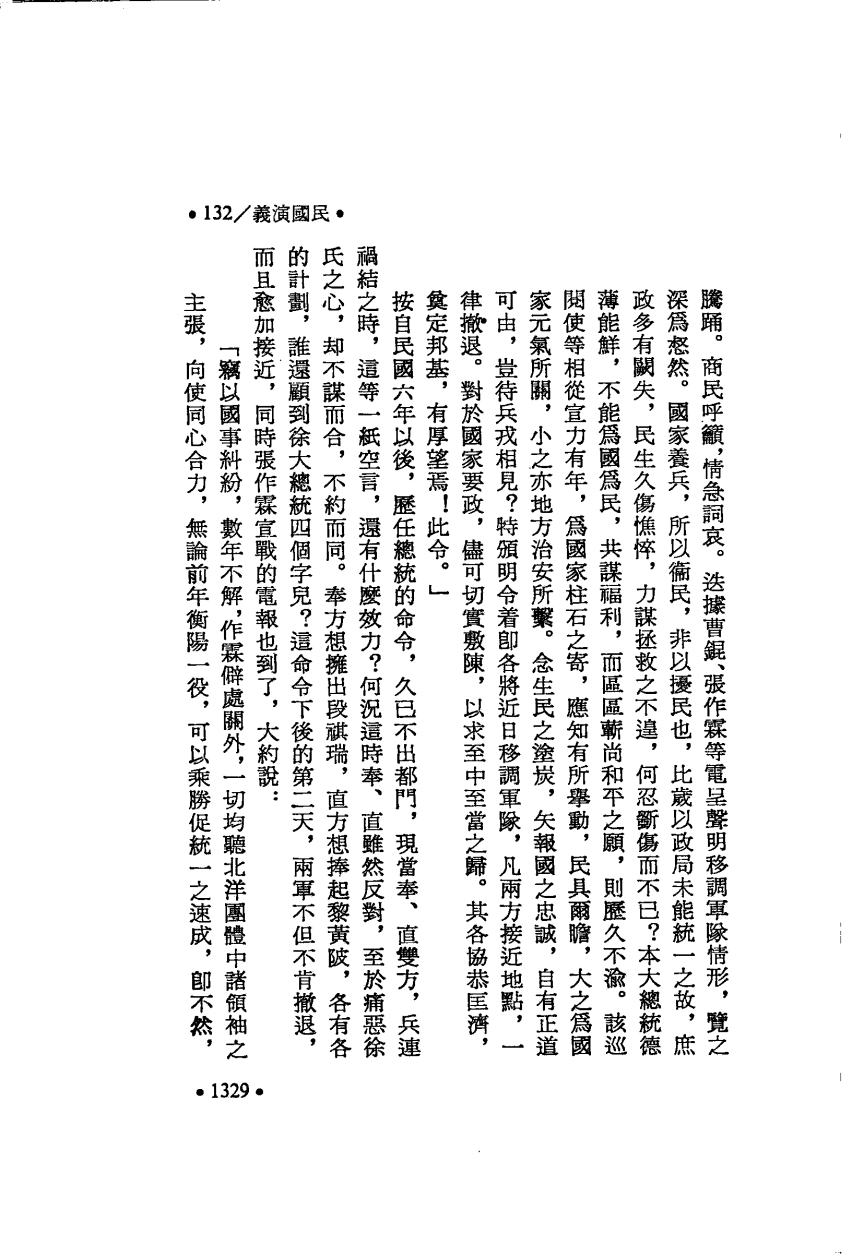 •132/義演國民•
騰踊。商民呼籲,情急詞哀。迭據曹錕、張作霖等電呈聲明移調軍隊情形,覽之
深爲惄然。國家養兵,所以衞民,非以擾民也,比歲以政局未能統一之故,庶
政多有闕失,民生久傷憔悴,力謀拯救之不遑,何忍斲傷而不已?本大總統德
薄能鮮,不能爲國爲民,共謀福利,而區區蘄尚和平之願,則歷久不渝。該巡
閱使等相從宣力有年,爲國家柱石之寄,應知有所舉動,民具爾瞻,大之爲國
家元氣所關,小之亦地方治安所繫。念生民之塗炭,矢報國之忠誠,自有正道
可由,豈待兵戎相見?特頒明令着卽各將近日移調軍隊,凡兩方接近地點,一
律撤退。對於國家要政,儘可切實敷陳,以求至中至當之歸。其各協恭匡濟,
奠定邦基,有厚望焉!此令。」
按自民國六年以後,歷任總統的命令,久已不出都門,現當奉、直雙方,兵連
禍結之時,這等一紙空言,還有什麼效力?何況這時奉、直雖然反對,至於痛惡徐
氏之心,却不謀而合,不約而同。奉方想擁出段祺瑞,直方想捧起黎黃陂,各有各
的計劃,誰還顧到徐大總統四個字兒?這命令下後的第二天,兩軍不但不肯撤退,
而且愈加接近,同時張作霖宣戰的電報也到了,大約說:
「竊以國事糾紛,數年不解,作霖僻處關外,一切均聽北洋團體中諸領袖之
主張,向使同心合力,無論前年衡陽一役,可以乘勝促統一之速成,卽不然,
•1329•